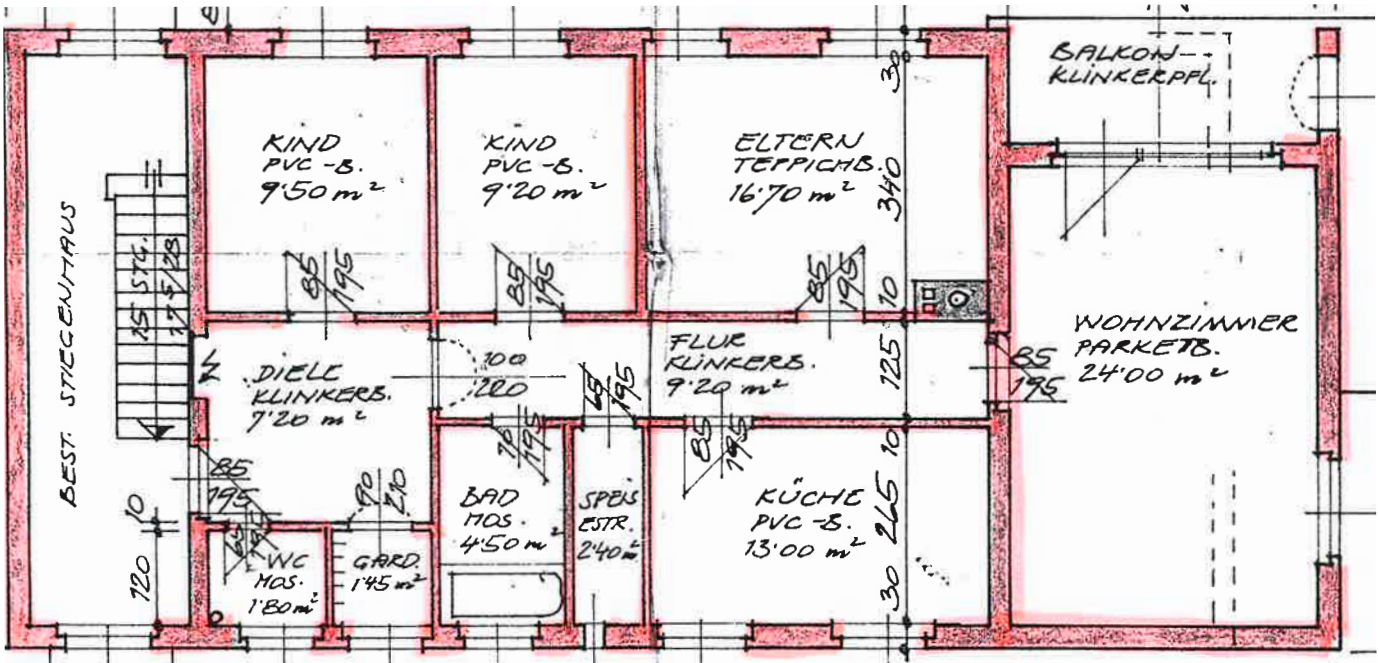 BALKON
KLINKERPFL.
KIND
PVC -B.
9'50 m²
KIND
PVC -B.
9'20 m²
ELTERN
TEPPICHB.
16'70 m²
30
340
10
125
10
265
30
BEST. STIEGENHAUS
15 STG.
17'5/28
85
195
85
195
85
195
DIELE
KLINKERB.
7'20 m²
100
220
65
195
FLUR
KLINKERB.
9'20 m²
85
195
WOHNZIMMER
PARKETTB.
24'00 m²
85
195
90
210
70
195
85
195
65
195
10
120
WC
MOS.
1'80 m²
GARD.
1'45 m²
BAD
MOS.
4'50 m²
SPEIS
ESTR.
2'40 m²
KÜCHE
PVC -B.
13'00 m²